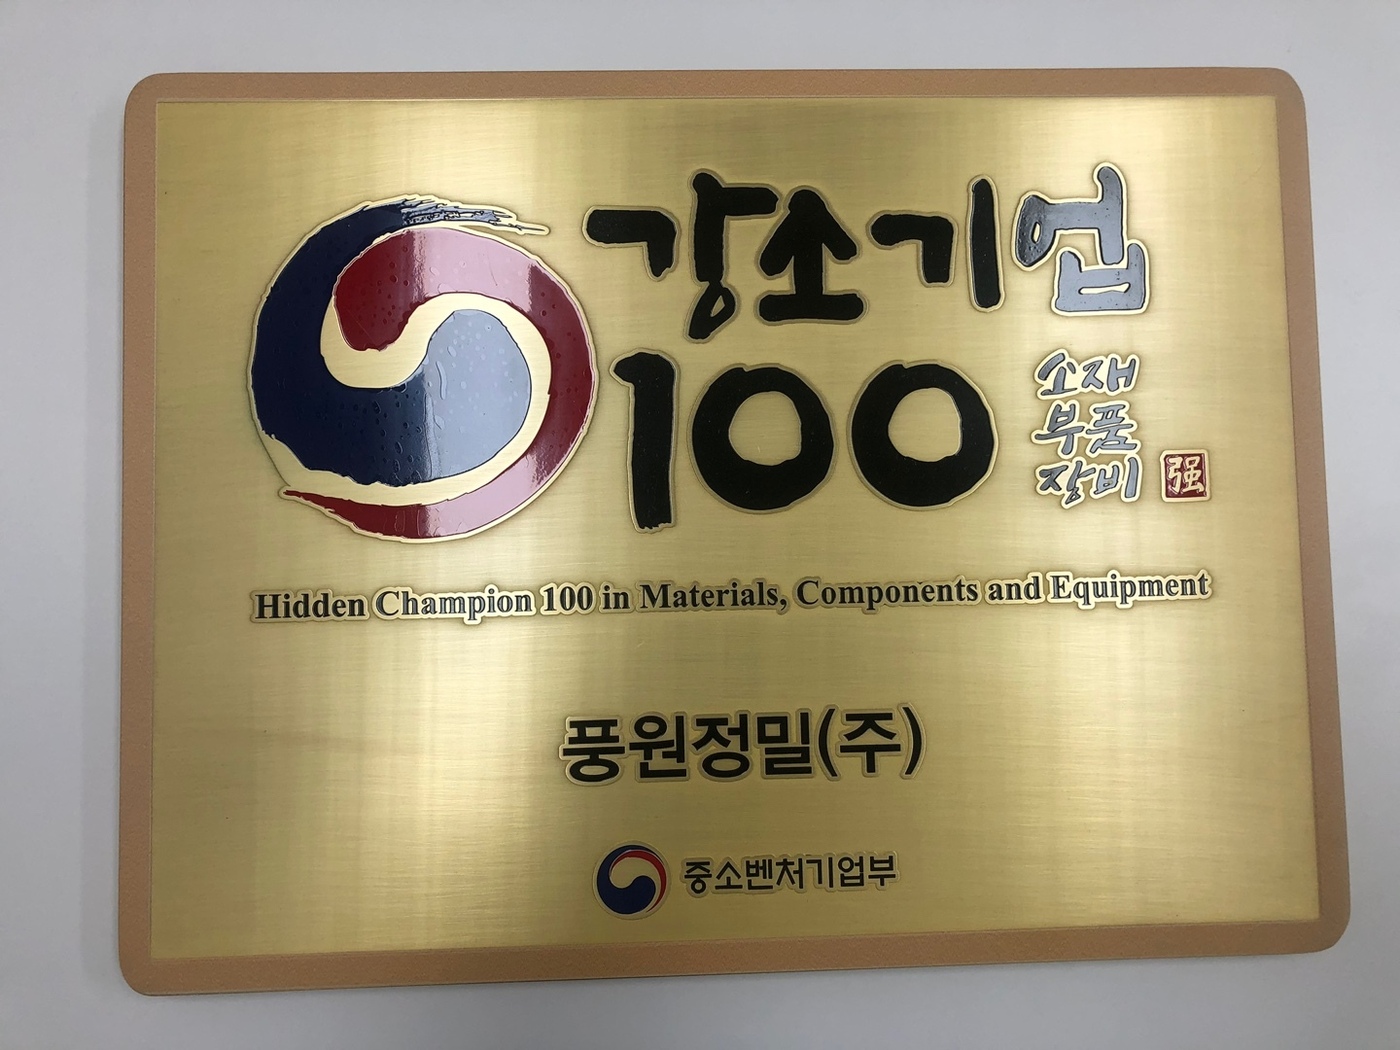 강소기업
100
소재
부품
장비
强
Hidden Champion 100 in Materials, Components and Equipment
풍원정밀(주)
중소벤처기업부